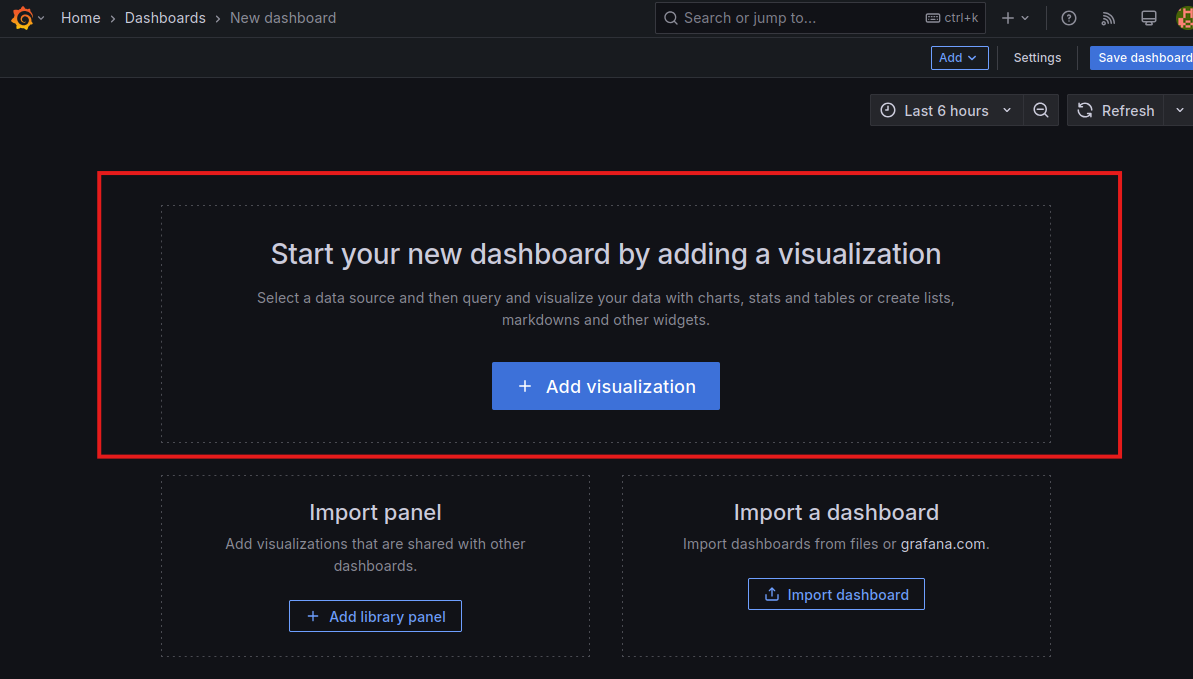 Home › Dashboards › New dashboard
Search or jump to... ctrl+k
Add Settings Save dashboard
Last 6 hours Refresh
Start your new dashboard by adding a visualization
Select a data source and then query and visualize your data with charts, stats and tables or create lists,
markdowns and other widgets.
+ Add visualization
Import panel
Add visualizations that are shared with other
dashboards.
+ Add library panel
Import a dashboard
Import dashboards from files or grafana.com.
Import dashboard